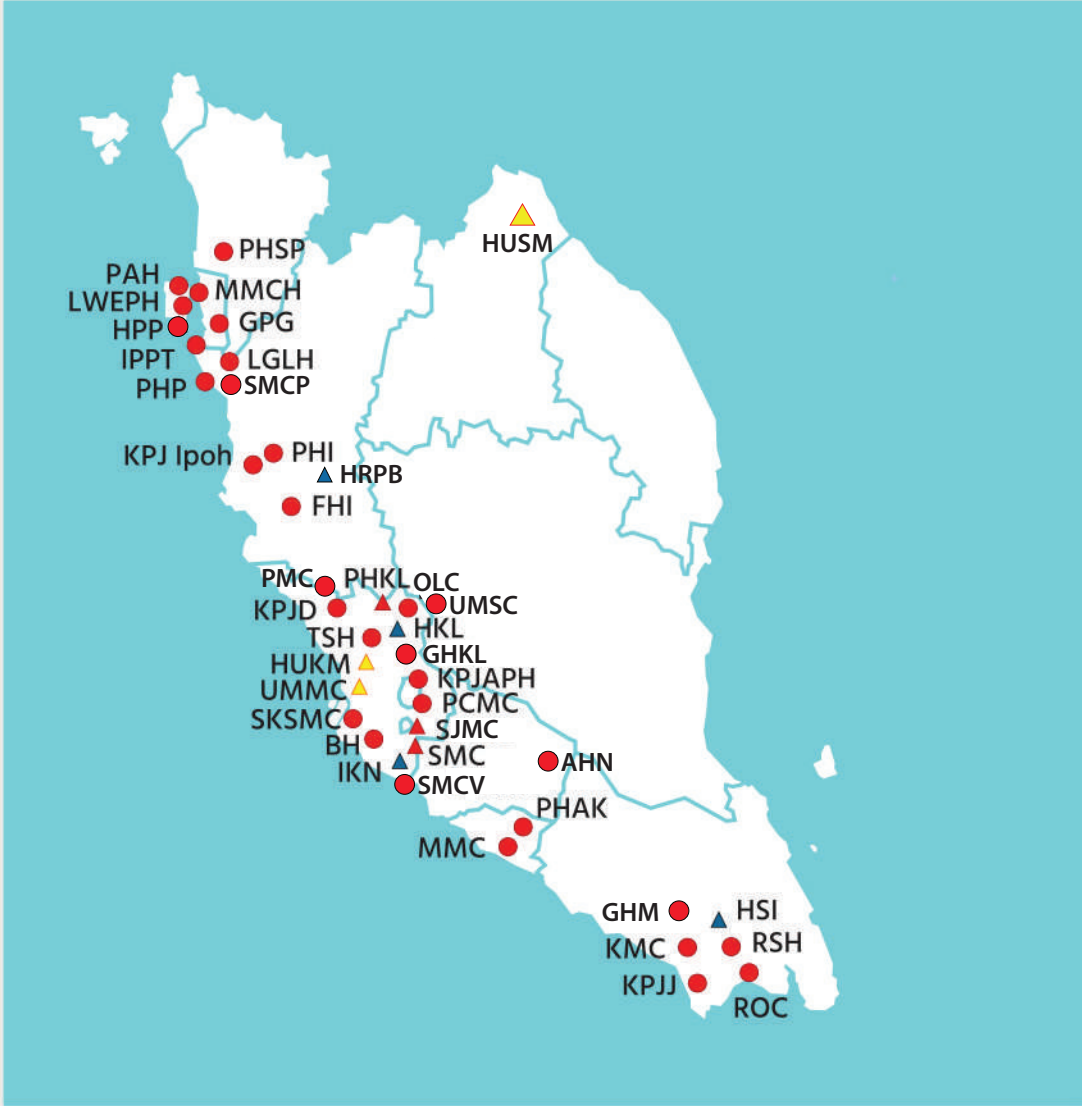 HUSM
PHSP
PAH
MMCH
LWEPH
GPG
HPP
IPPT
LGLH
PHP
SMCP
KPJ Ipoh
PHI
HRPB
FHI
PMC
PHKL
OLC
UMSC
KPJD
HKL
TSH
GHKL
HUKM
KPJAPH
UMMC
PCMC
SKSMC
SJMC
BH
SMC
IKN
AHN
SMCV
PHAK
MMC
GHM
HSI
KMC
RSH
KPJJ
ROC